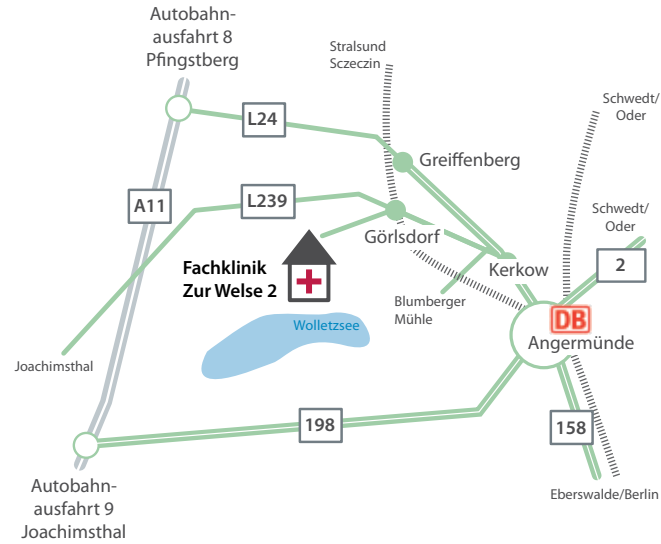 Autobahn-
ausfahrt 8
Pfingstberg
Stralsund
Sczeczin
Schwedt/
Oder
L24
Greiffenberg
A11
L239
Schwedt/
Oder
Görlsdorf
2
Fachklinik
Zur Welse 2
Kerkow
Blumberger
Mühle
Wolletzsee
DB
Angermünde
Joachimsthal
198
158
Autobahn-
ausfahrt 9
Joachimsthal
Eberswalde/Berlin